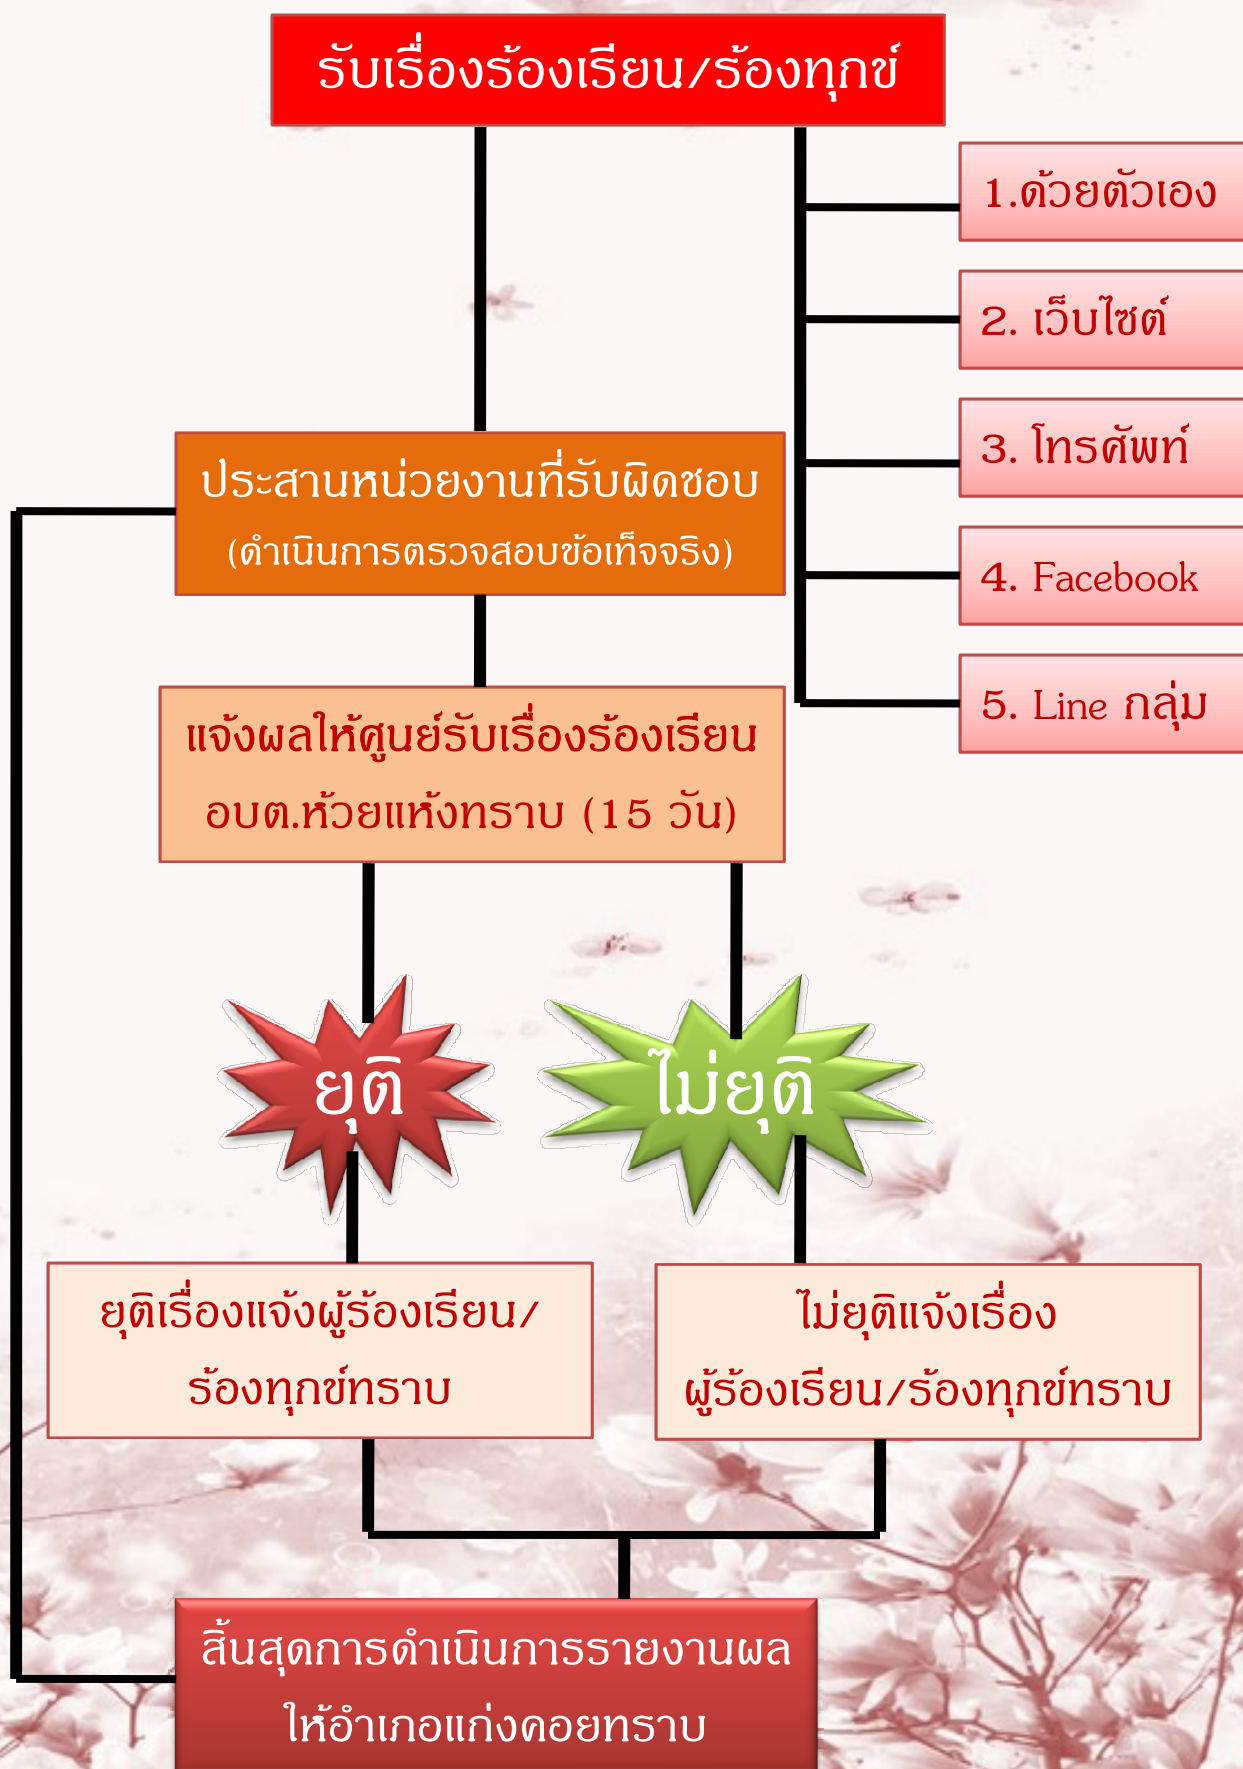 รับเรื่องร้องเรียน/ร้องทุกข์
1.ด้วยตัวเอง
2. เว็บไซต์
3. โทรศัพท์
4. Facebook
5. Line กลุ่ม
ประสานหน่วยงานที่รับผิดชอบ
(ดำเนินการตรวจสอบข้อเท็จจริง)
แจ้งผลให้ศูนย์รับเรื่องร้องเรียน
อบต.ห้วยแห้งทราบ (15 วัน)
ยุติ
ไม่ยุติ
ยุติเรื่องแจ้งผู้ร้องเรียน/
ร้องทุกข์ทราบ
ไม่ยุติแจ้งเรื่อง
ผู้ร้องเรียน/ร้องทุกข์ทราบ
สิ้นสุดการดำเนินการรายงานผล
ให้อำเภอแก่งคอยทราบ